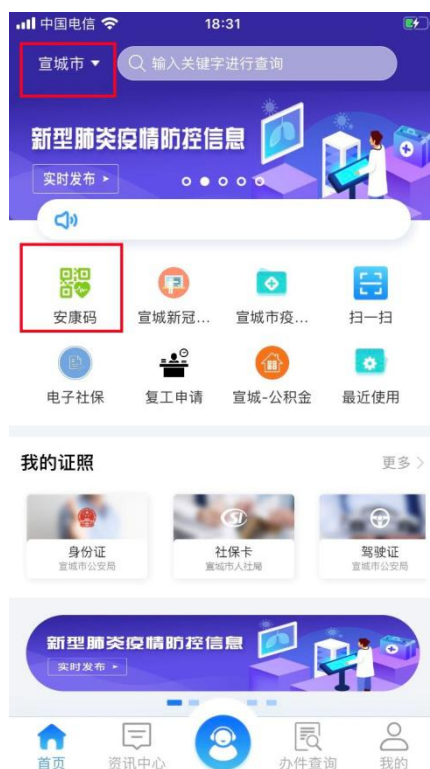 中国电信 18:31
宣城市 输入关键字进行查询
新型肺炎疫情防控信息
实时发布
安康码 宣城新冠... 宣城市疫... 扫一扫
电子社保 复工申请 宣城-公积金 最近使用
我的证照 更多
身份证 社保卡 驾驶证
宣城市公安局 宣城市人社局 宣城市公安局
新型肺炎疫情防控信息
实时发布
首页 资讯中心 办件查询 我的